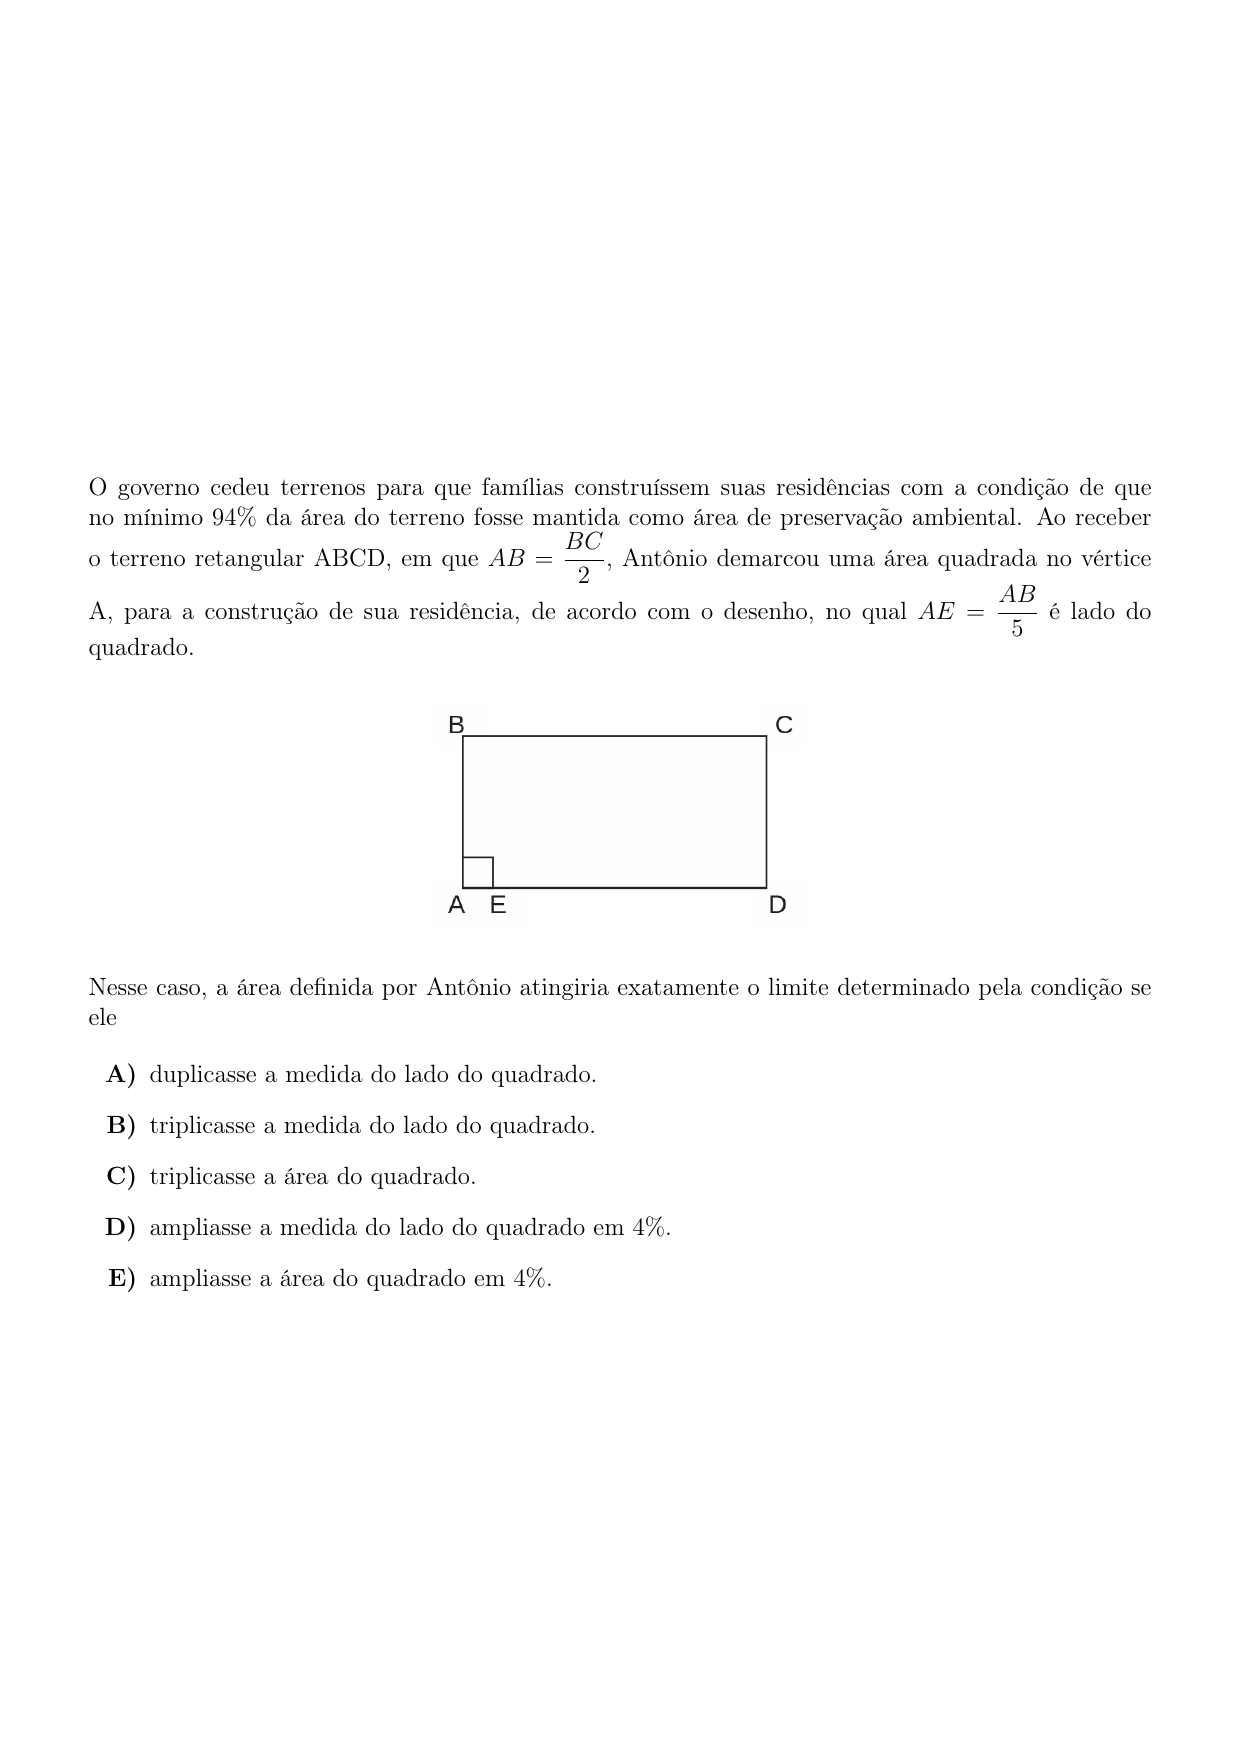 O governo cedeu terrenos para que famílias construíssem suas residências com a condição de que
no mínimo 94% da área do terreno fosse mantida como área de preservação ambiental. Ao receber
o terreno retangular ABCD, em que $AB = \dfrac{BC}{2}$, Antônio demarcou uma área quadrada no vértice
A, para a construção de sua residência, de acordo com o desenho, no qual $AE = \dfrac{AB}{5}$ é lado do
quadrado.
B C
A E D
Nesse caso, a área definida por Antônio atingiria exatamente o limite determinado pela condição se
ele
A) duplicasse a medida do lado do quadrado.
B) triplicasse a medida do lado do quadrado.
C) triplicasse a área do quadrado.
D) ampliasse a medida do lado do quadrado em 4%.
E) ampliasse a área do quadrado em 4%.